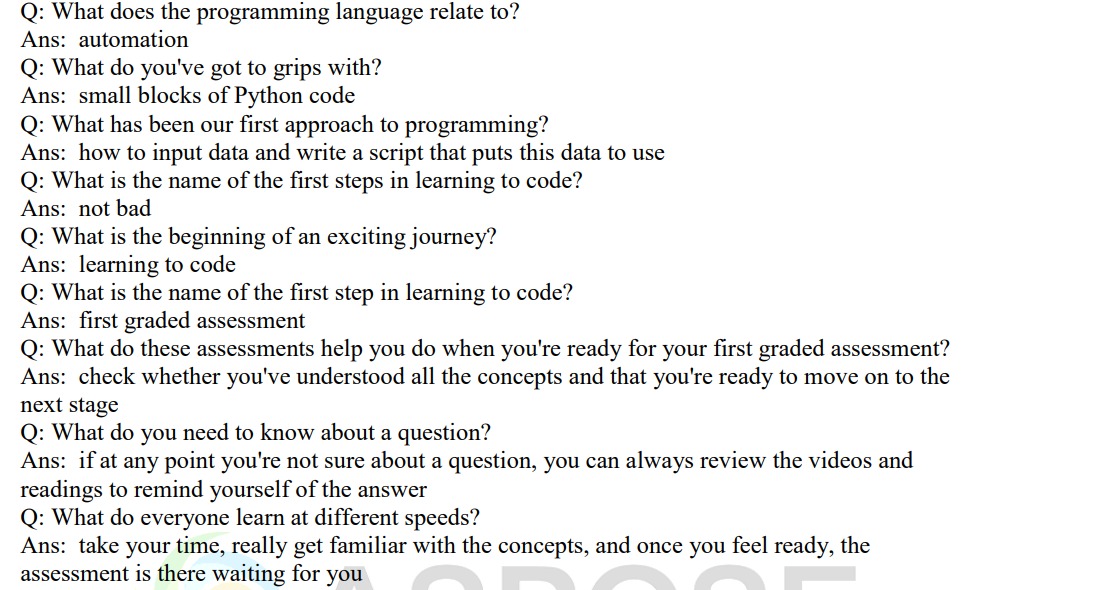 Q: What does the programming language relate to?
Ans:  automation
Q: What do you've got to grips with?
Ans:  small blocks of Python code
Q: What has been our first approach to programming?
Ans:  how to input data and write a script that puts this data to use
Q: What is the name of the first steps in learning to code?
Ans:  not bad
Q: What is the beginning of an exciting journey?
Ans:  learning to code
Q: What is the name of the first step in learning to code?
Ans:  first graded assessment
Q: What do these assessments help you do when you're ready for your first graded assessment?
Ans:  check whether you've understood all the concepts and that you're ready to move on to the
next stage
Q: What do you need to know about a question?
Ans:  if at any point you're not sure about a question, you can always review the videos and
readings to remind yourself of the answer
Q: What do everyone learn at different speeds?
Ans:  take your time, really get familiar with the concepts, and once you feel ready, the
assessment is there waiting for you